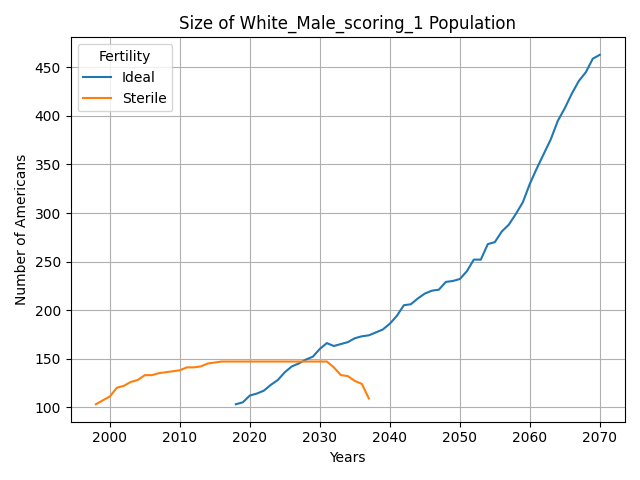 Size of White_Male_scoring_1 Population
Fertility
Ideal
Sterile
Number of Americans
450
400
350
300
250
200
150
100
2000 2010 2020 2030 2040 2050 2060 2070
Years